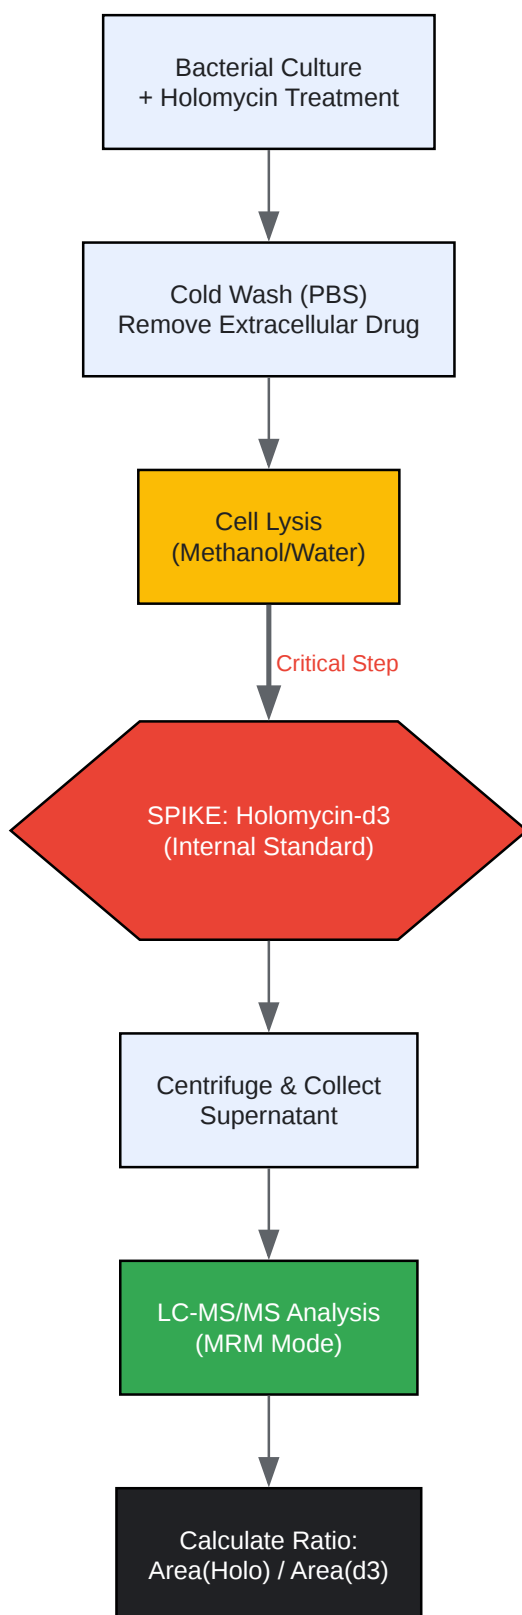 Bacterial Culture
+ Holomycin Treatment
Cold Wash (PBS)
Remove Extracellular Drug
Cell Lysis
(Methanol/Water)
Critical Step
SPIKE: Holomycin-d3
(Internal Standard)
Centrifuge & Collect
Supernatant
LC-MS/MS Analysis
(MRM Mode)
Calculate Ratio:
Area(Holo) / Area(d3)